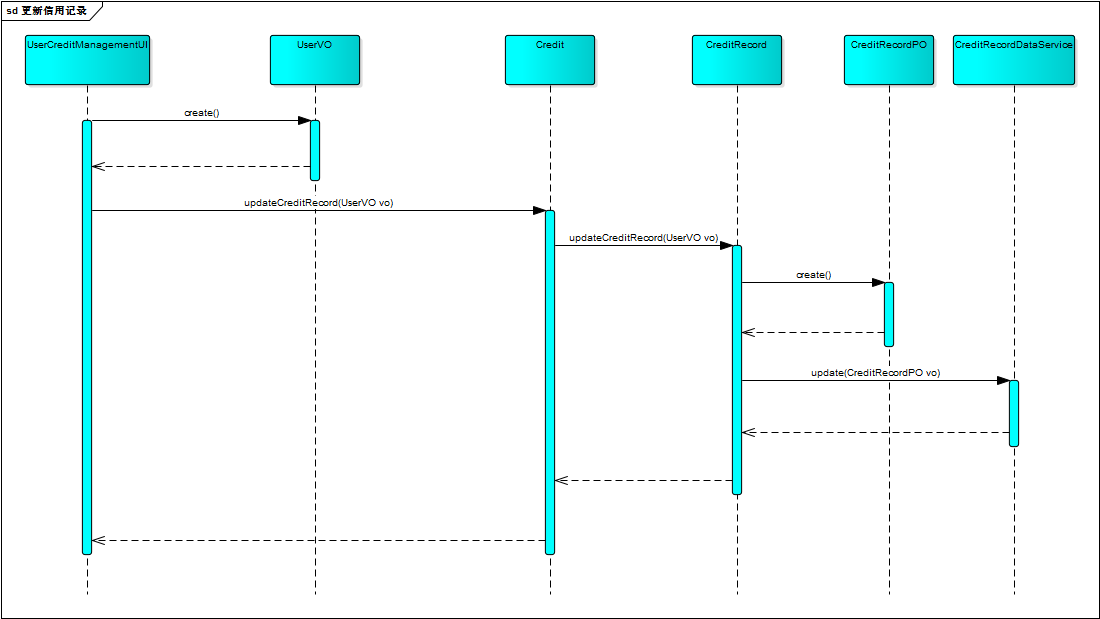 sd 更新信用记录
UserCreditManagementUI
UserVO
Credit
CreditRecord
CreditRecordPO
CreditRecordDataService
create()
updateCreditRecord(UserVO vo)
updateCreditRecord(UserVO vo)
create()
update(CreditRecordPO vo)